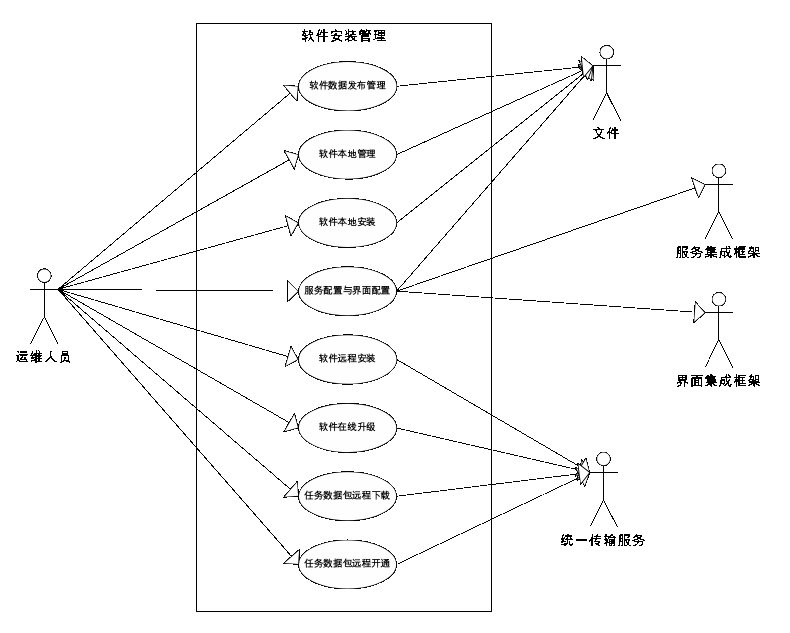 软件安装管理
软件数据发布管理
文件
软件本地管理
软件本地安装
服务集成框架
服务配置与界面配置
运维人员
软件远程安装
界面集成框架
软件在线升级
任务数据包远程下载
统一传输服务
任务数据包远程开通